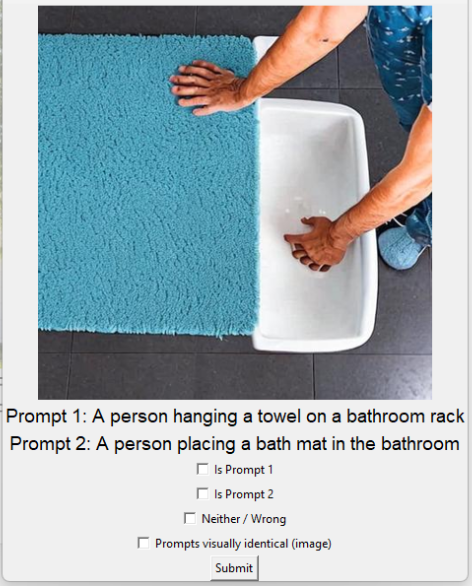 Prompt 1: A person hanging a towel on a bathroom rack
Prompt 2: A person placing a bath mat in the bathroom
Is Prompt 1
Is Prompt 2
Neither / Wrong
Prompts visually identical (image)
Submit